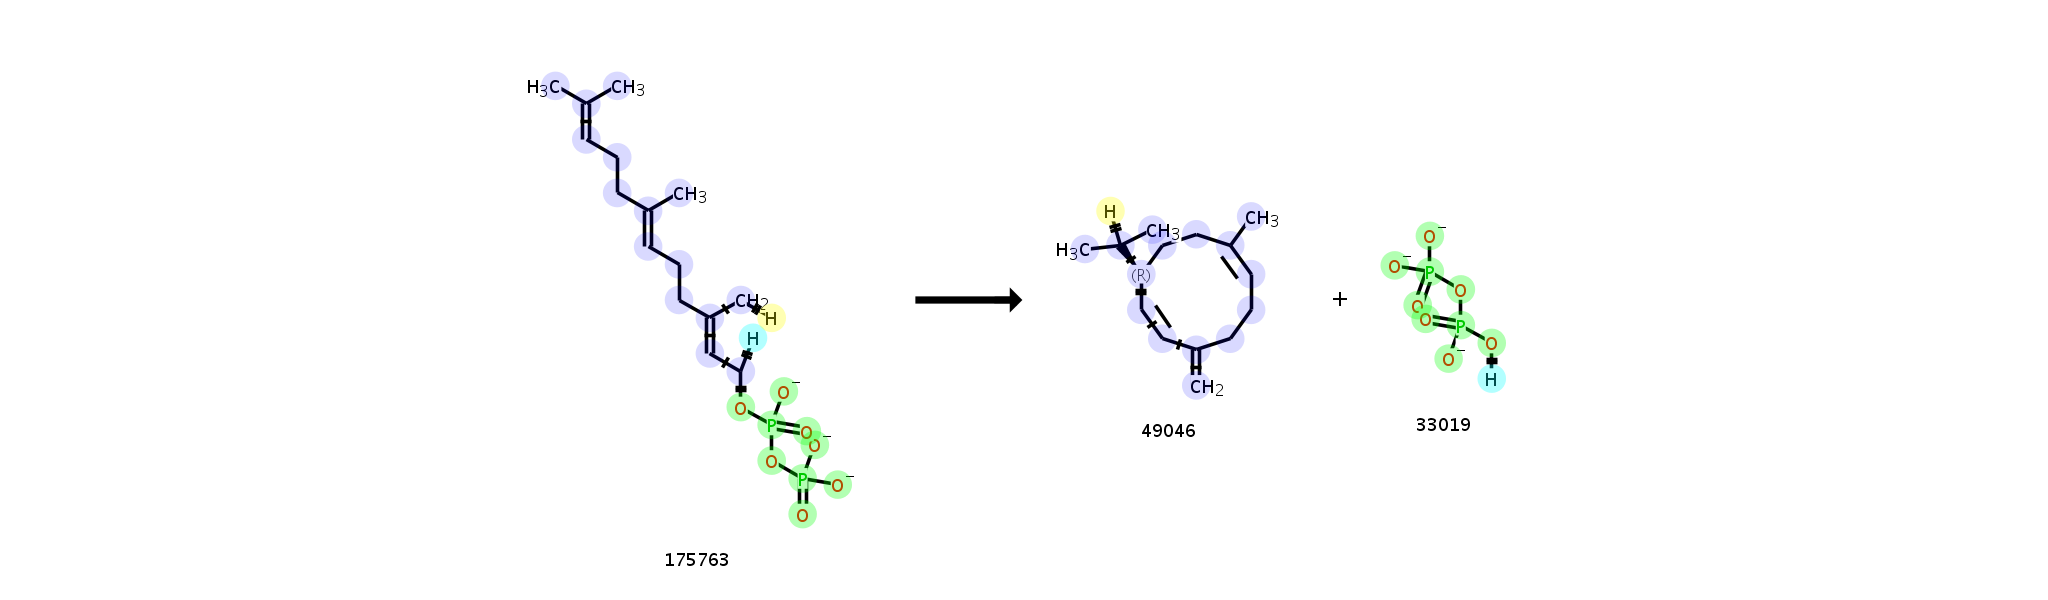 H3C CH3
CH3
CH2
H
H
O
O−
P O
O−
O
P O−
O
175763
H
CH3
CH3
H3C
(R)
CH2
49046
+
O−
O−
P
O
O
O
P
O
O−
H
33019